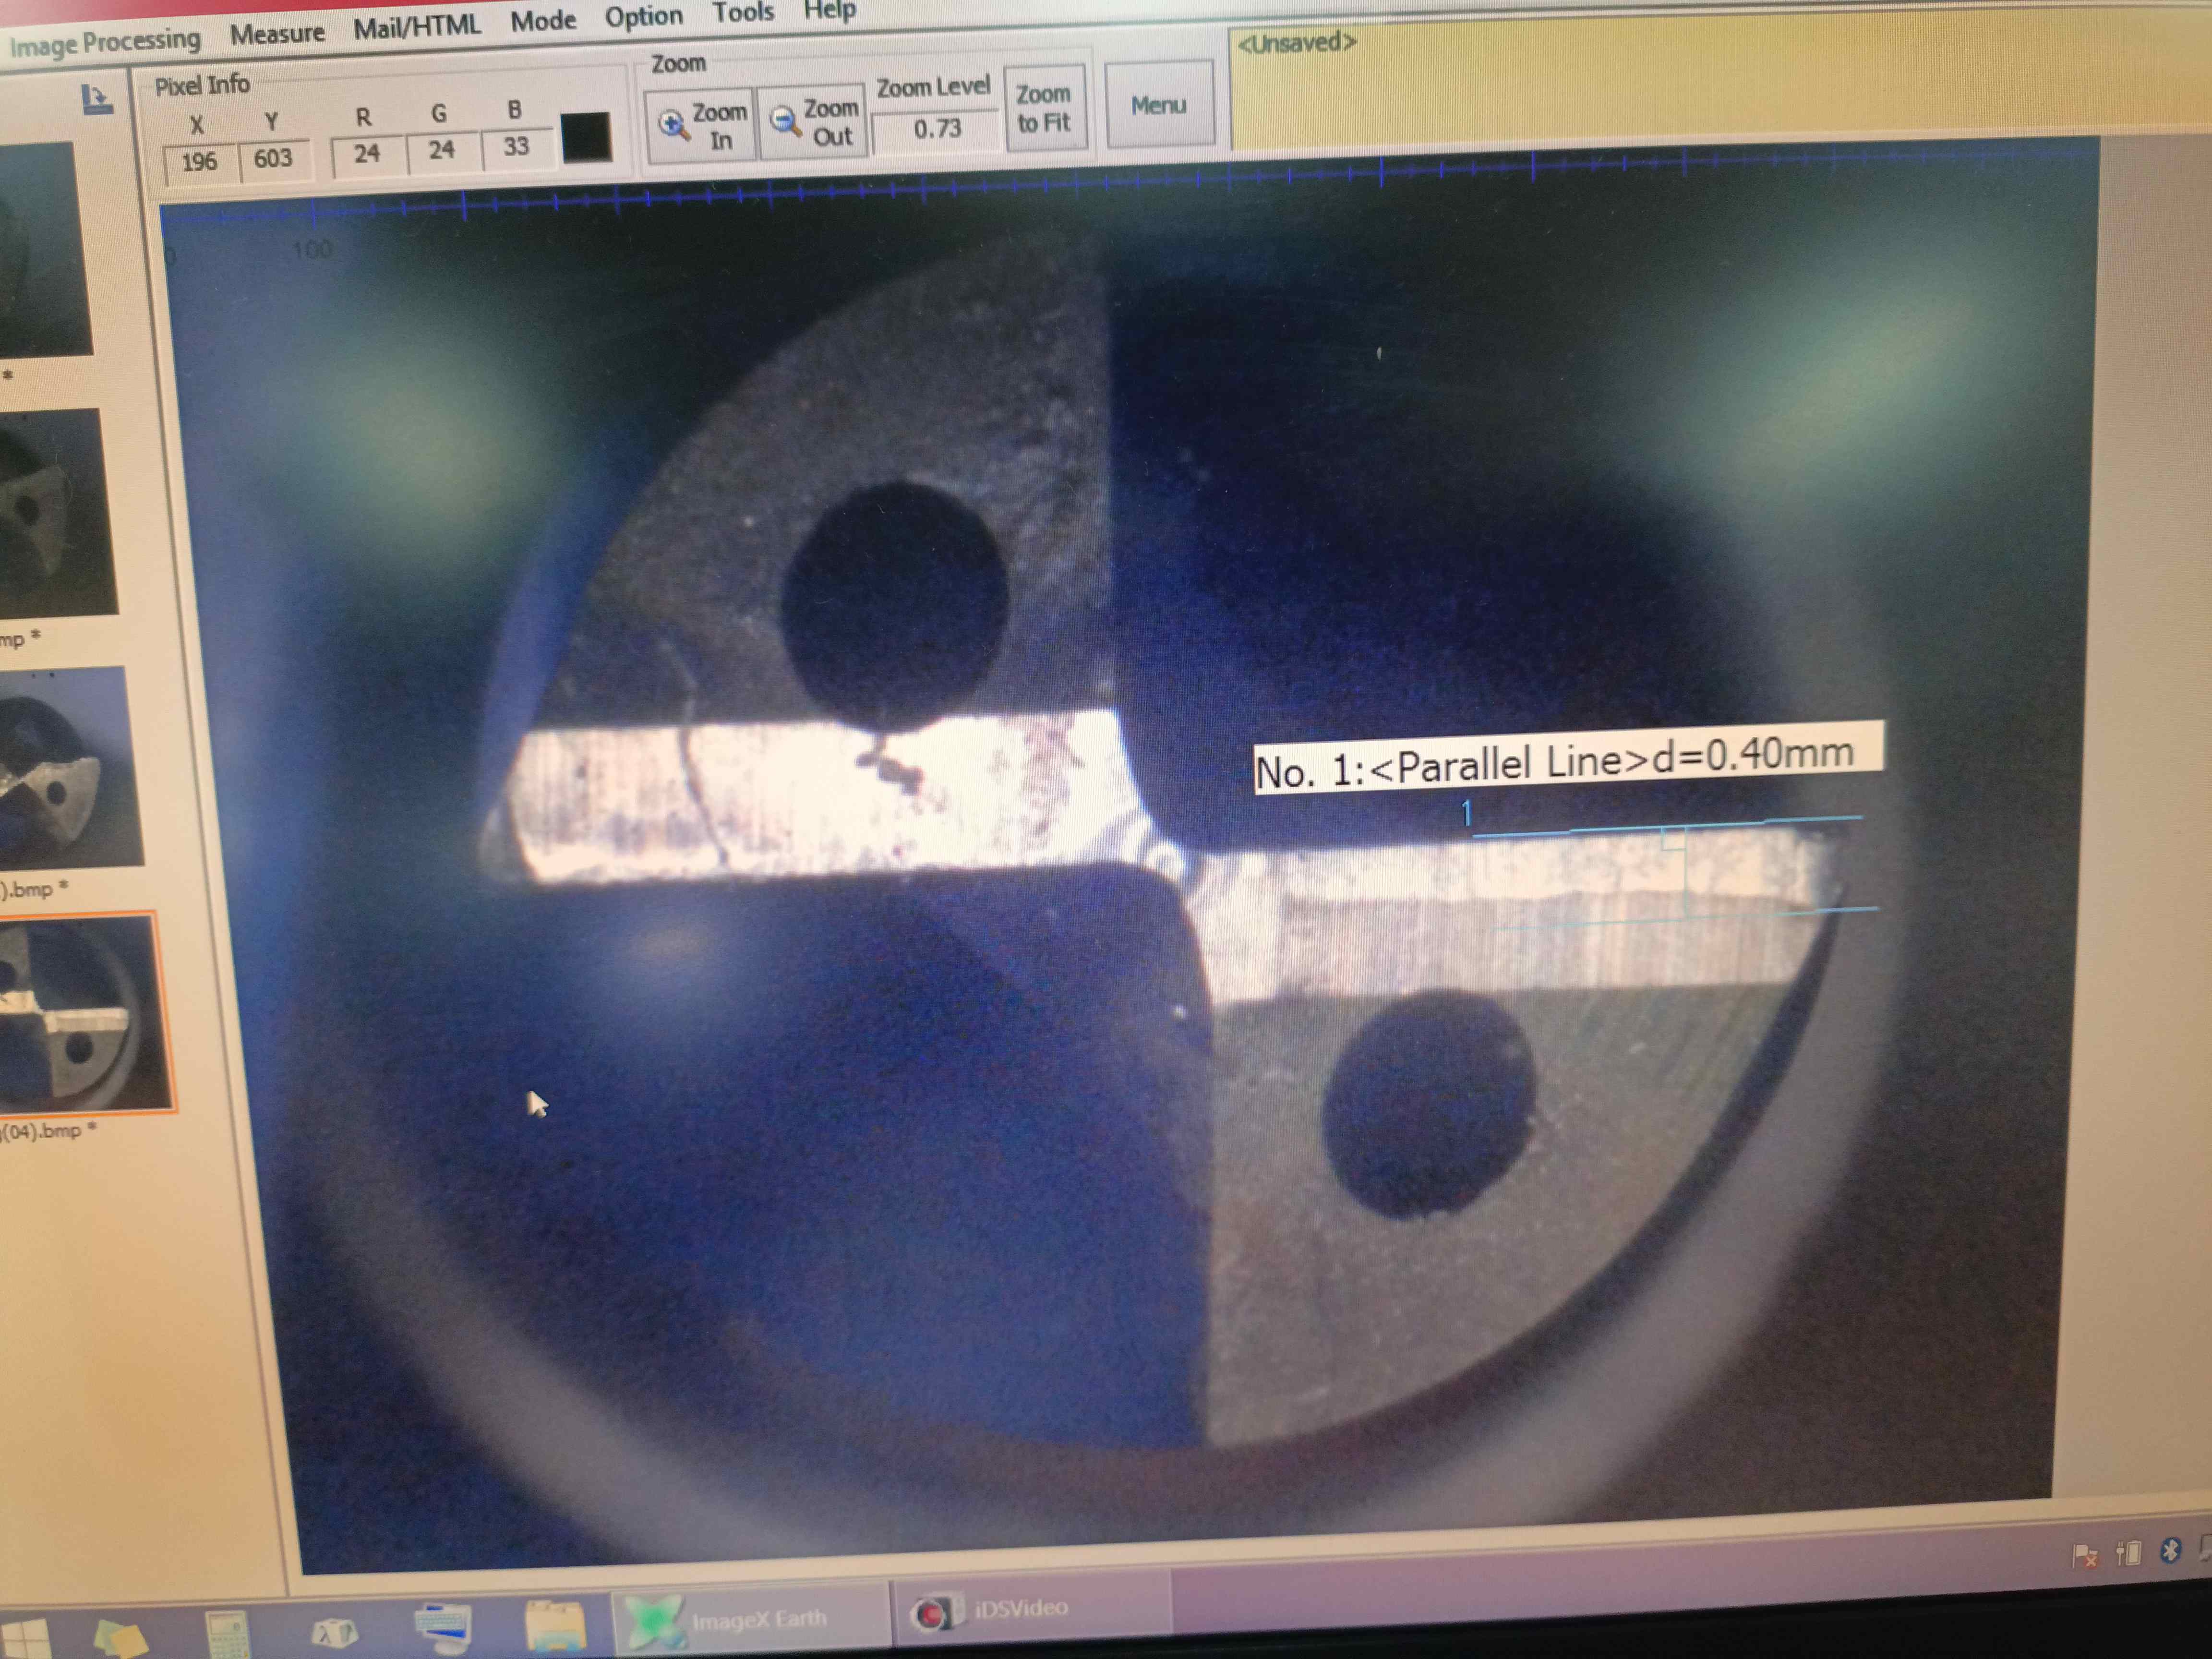 Image Processing Measure Mail/HTML Mode Option Tools Help
Pixel Info
X Y R G B
196 603 24 24 33
Zoom
Zoom In
Zoom Out
Zoom Level
0.73
Zoom to Fit
Menu
<Unsaved>
100
*
mp *
).bmp *
(04).bmp *
No. 1:<Parallel Line>d=0.40mm
1
ImageX Earth
iDSVideo